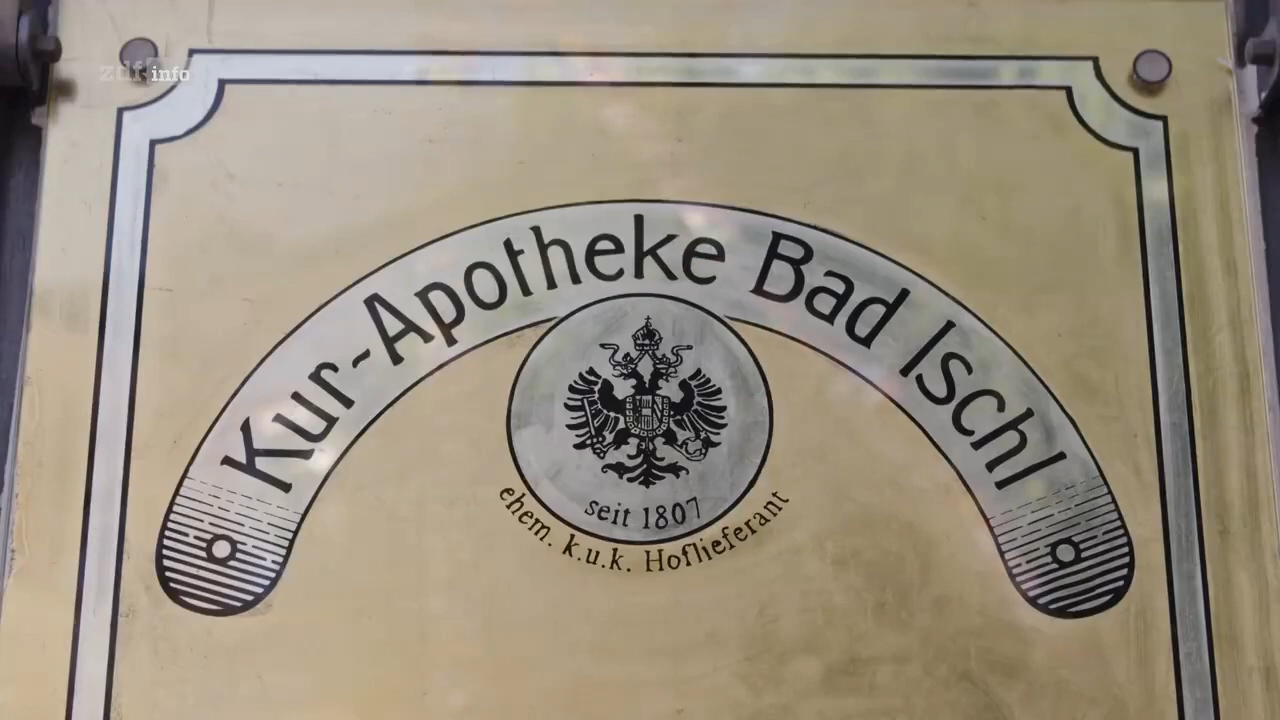 zdf info
Kur-Apotheke Bad Ischl
seit 1807
ehem. k.u.k. Hoflieferant